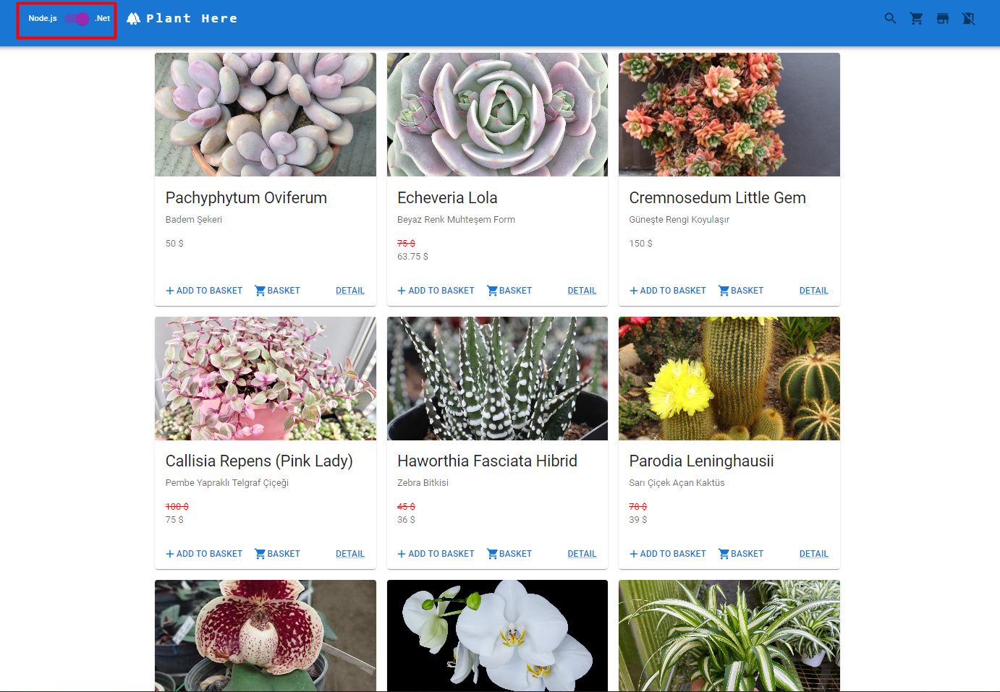 Node.js .Net Plant Here
Pachyphytum Oviferum
Badem Şekeri
50 $
ADD TO BASKET BASKET DETAIL
Echeveria Lola
Beyaz Renk Muhteşem Form
75 $
63.75 $
ADD TO BASKET BASKET DETAIL
Cremnosedum Little Gem
Güneşte Rengi Koyulaşır
150 $
ADD TO BASKET BASKET DETAIL
Callisia Repens (Pink Lady)
Pembe Yapraklı Telgraf Çiçeği
100 $
75 $
ADD TO BASKET BASKET DETAIL
Haworthia Fasciata Hibrid
Zebra Bitkisi
45 $
36 $
ADD TO BASKET BASKET DETAIL
Parodia Leninghausii
Sarı Çiçek Açan Kaktüs
78 $
39 $
ADD TO BASKET BASKET DETAIL